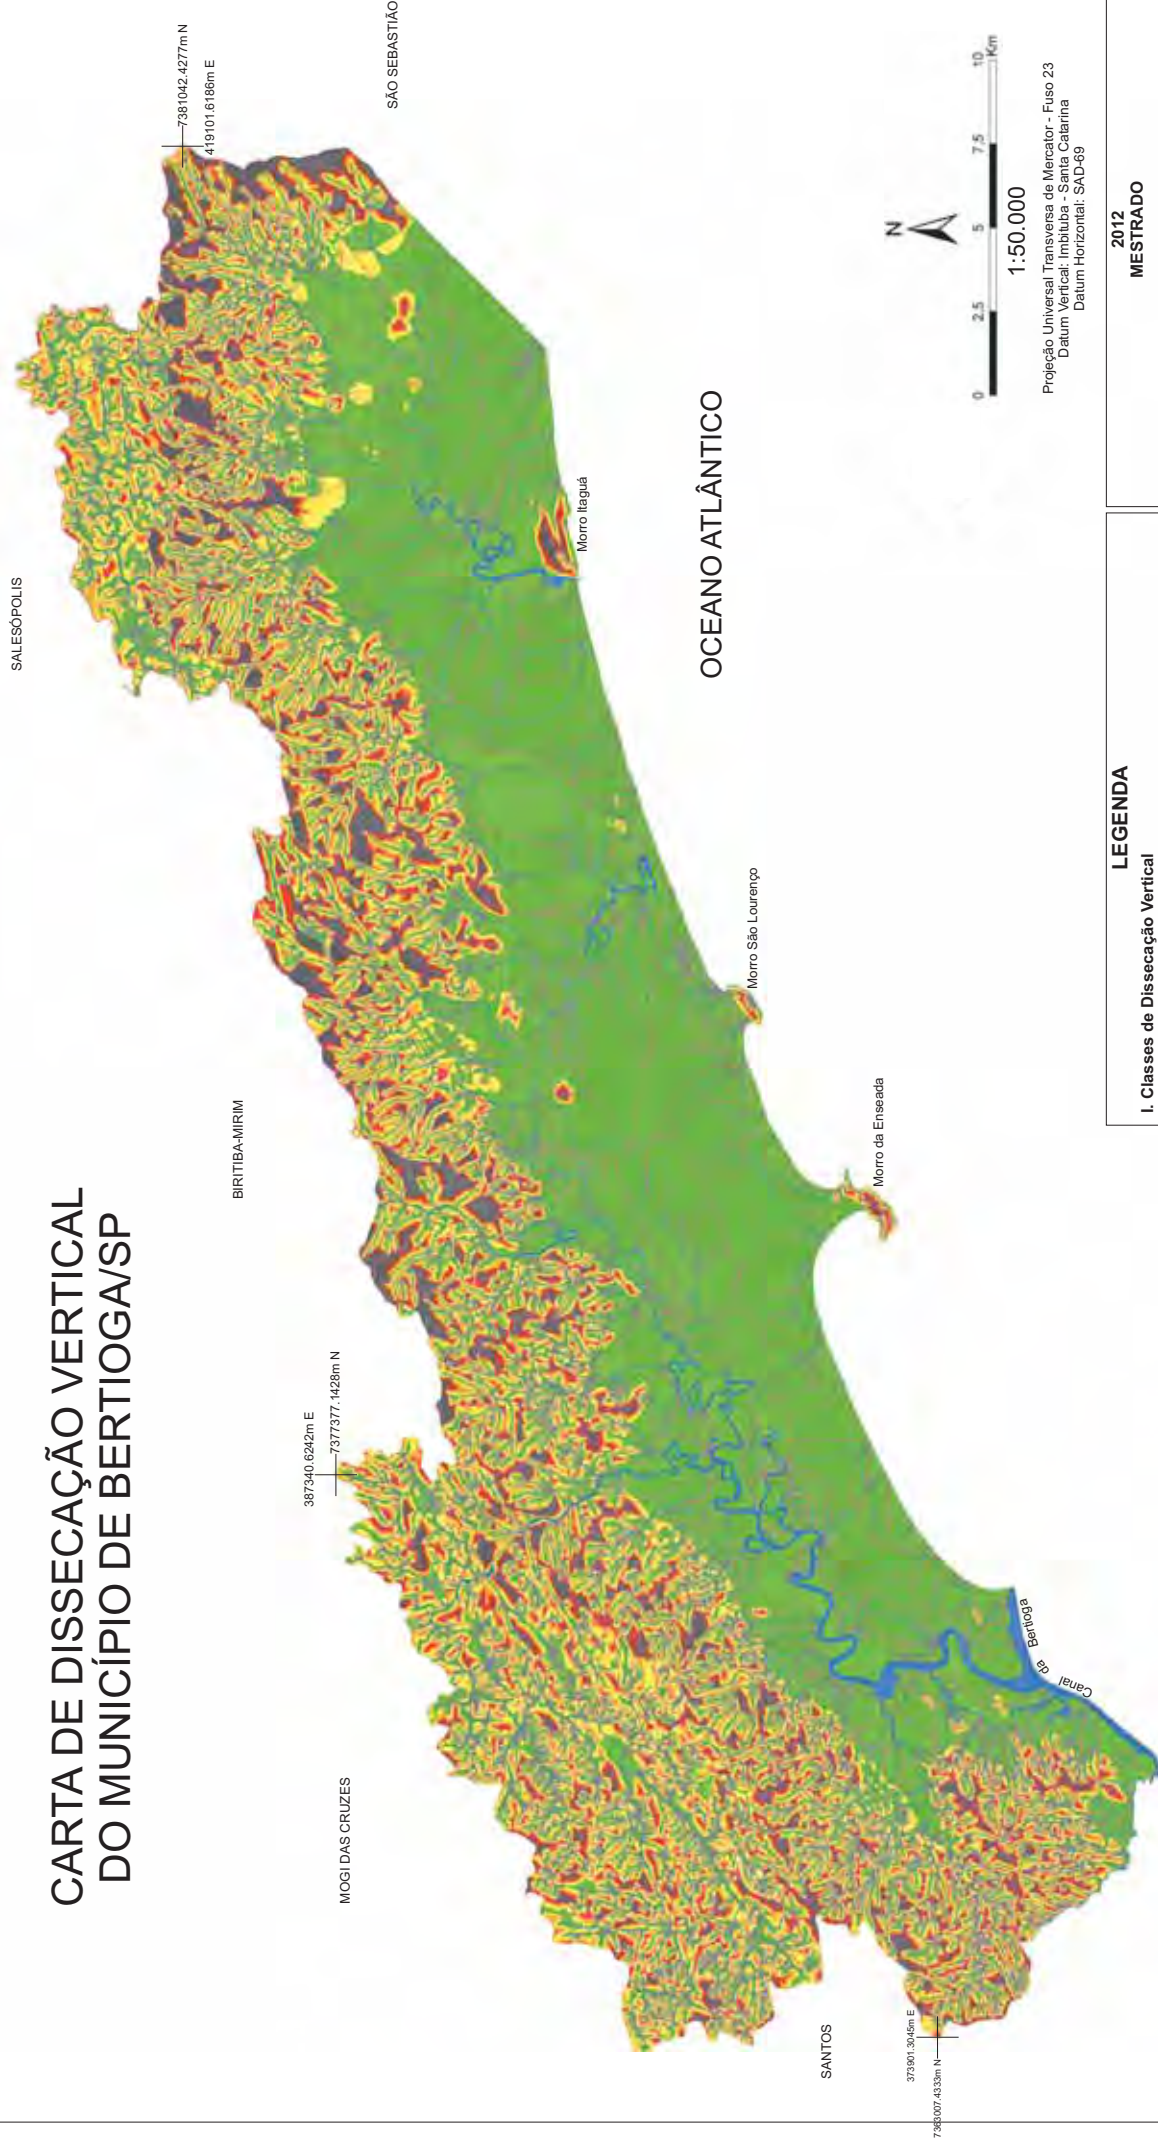 CARTA DE DISSECAÇÃO VERTICAL
DO MUNICÍPIO DE BERTIOGA/SP
SALESÓPOLIS
SÃO SEBASTIÃO
7381042.4277m N
419101.6186m E
BIRITIBA-MIRIM
387340.6242m E
7377377.1428m N
MOGI DAS CRUZES
SANTOS
373901.3045m E
7363007.4333m N
Morro Itaguá
Morro São Lourenço
Morro da Enseada
Canal da Bertioga
OCEANO ATLÂNTICO
N
0 2,5 5 7,5 10
Km
1:50.000
Projeção Universal Transversa de Mercator - Fuso 23
Datum Vertical: Imbituba - Santa Catarina
Datum Horizontal: SAD-69
LEGENDA
I. Classes de Dissecação Vertical
2012
MESTRADO